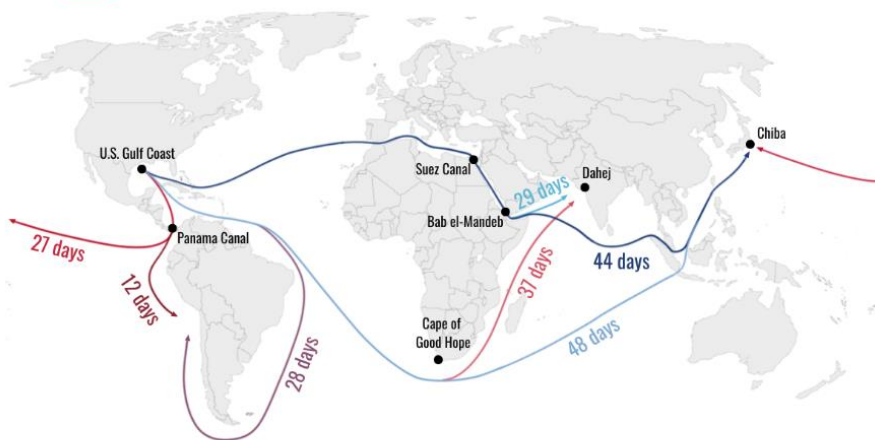 U.S. Gulf Coast
Suez Canal
Dahej
Chiba
29 days
Bab el-Mandeb
Panama Canal
27 days
12 days
28 days
37 days
44 days
Cape of
Good Hope
48 days